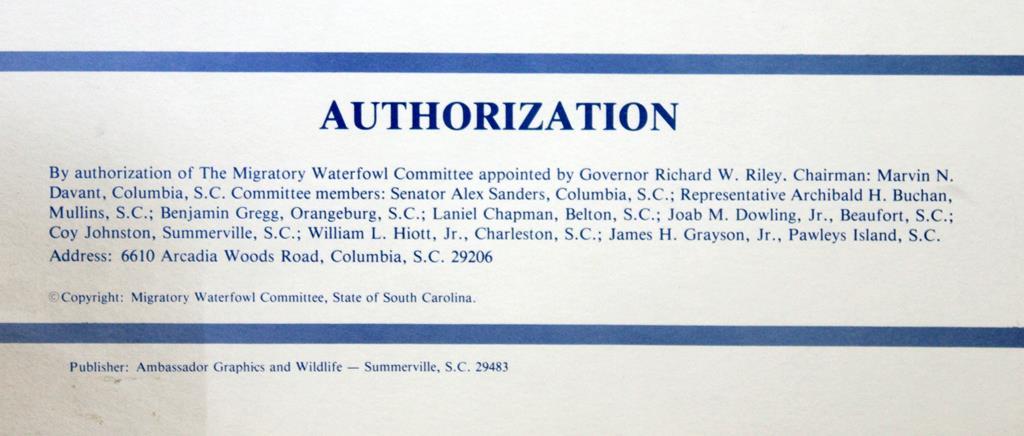 AUTHORIZATION
By authorization of The Migratory Waterfowl Committee appointed by Governor Richard W. Riley. Chairman: Marvin N.
Davant, Columbia, S.C. Committee members: Senator Alex Sanders, Columbia, S.C.; Representative Archibald H. Buchan,
Mullins, S.C.; Benjamin Gregg, Orangeburg, S.C.; Laniel Chapman, Belton, S.C.; Joab M. Dowling, Jr., Beaufort, S.C.;
Coy Johnston, Summerville, S.C.; William L. Hiott, Jr., Charleston, S.C.; James H. Grayson, Jr., Pawleys Island, S.C.
Address: 6610 Arcadia Woods Road, Columbia, S.C. 29206
©Copyright: Migratory Waterfowl Committee, State of South Carolina.
Publisher: Ambassador Graphics and Wildlife — Summerville, S.C. 29483